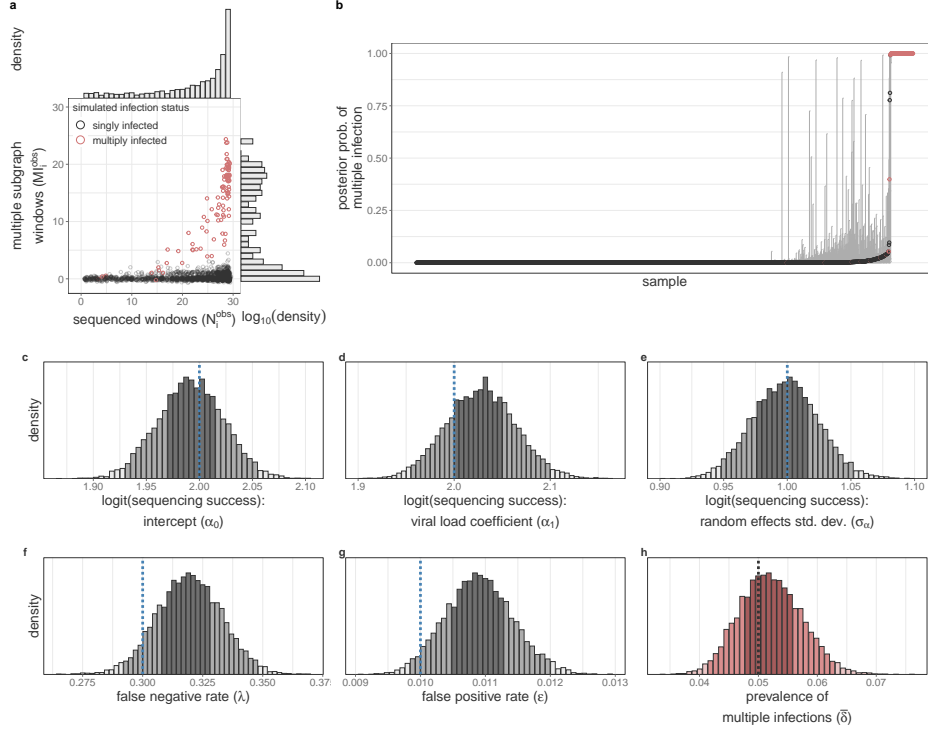 a
density
simulated infection status
singly infected
multiply infected
multiple subgraph
windows (MI_i^obs)
30
20
10
0
0
10
20
30
sequenced windows (N_i^obs)
log10(density)
b
posterior prob. of
multiple infection
1.00
0.75
0.50
0.25
0.00
sample
c
density
1.90
1.95
2.00
2.05
2.10
logit(sequencing success):
intercept (α0)
d
1.9
2.0
2.1
logit(sequencing success):
viral load coefficient (α1)
e
0.90
0.95
1.00
1.05
1.10
logit(sequencing success):
random effects std. dev. (σα)
f
density
0.275
0.300
0.325
0.350
0.37
false negative rate (λ)
g
0.009
0.010
0.011
0.012
0.013
false positive rate (ε)
h
0.04
0.05
0.06
0.07
prevalence of
multiple infections (δ̅)